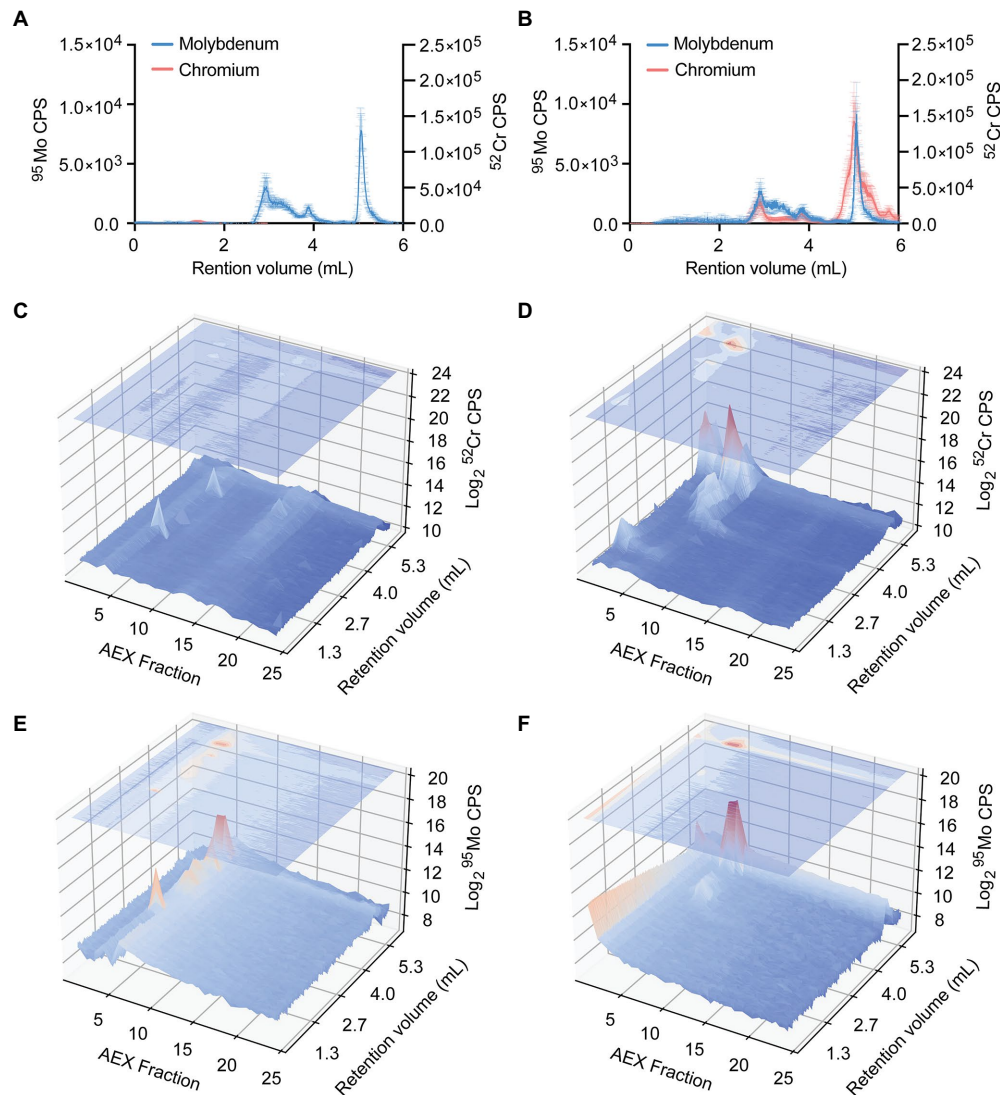 A
Molybdenum
Chromium
1.5×10⁴
1.0×10⁴
5.0×10³
0.0
⁹⁵Mo CPS
2.5×10⁵
2.0×10⁵
1.5×10⁵
1.0×10⁵
5.0×10⁴
0.0
⁵²Cr CPS
0 2 4 6
Rention volume (mL)
B
Molybdenum
Chromium
1.5×10⁴
1.0×10⁴
5.0×10³
0.0
⁹⁵Mo CPS
2.5×10⁵
2.0×10⁵
1.5×10⁵
1.0×10⁵
5.0×10⁴
0.0
⁵²Cr CPS
0 2 4 6
Rention volume (mL)
C
24
22
20
18
16
14
12
10
Log₂ ⁵²Cr CPS
5.3
4.0
2.7
1.3
Retention volume (mL)
5
10
15
20
25
AEX Fraction
D
24
22
20
18
16
14
12
10
Log₂ ⁵²Cr CPS
5.3
4.0
2.7
1.3
Retention volume (mL)
5
10
15
20
25
AEX Fraction
E
20
18
16
14
12
10
8
Log₂ ⁹⁵Mo CPS
5.3
4.0
2.7
1.3
Retention volume (mL)
5
10
15
20
25
AEX Fraction
F
20
18
16
14
12
10
8
Log₂ ⁹⁵Mo CPS
5.3
4.0
2.7
1.3
Retention volume (mL)
5
10
15
20
25
AEX Fraction